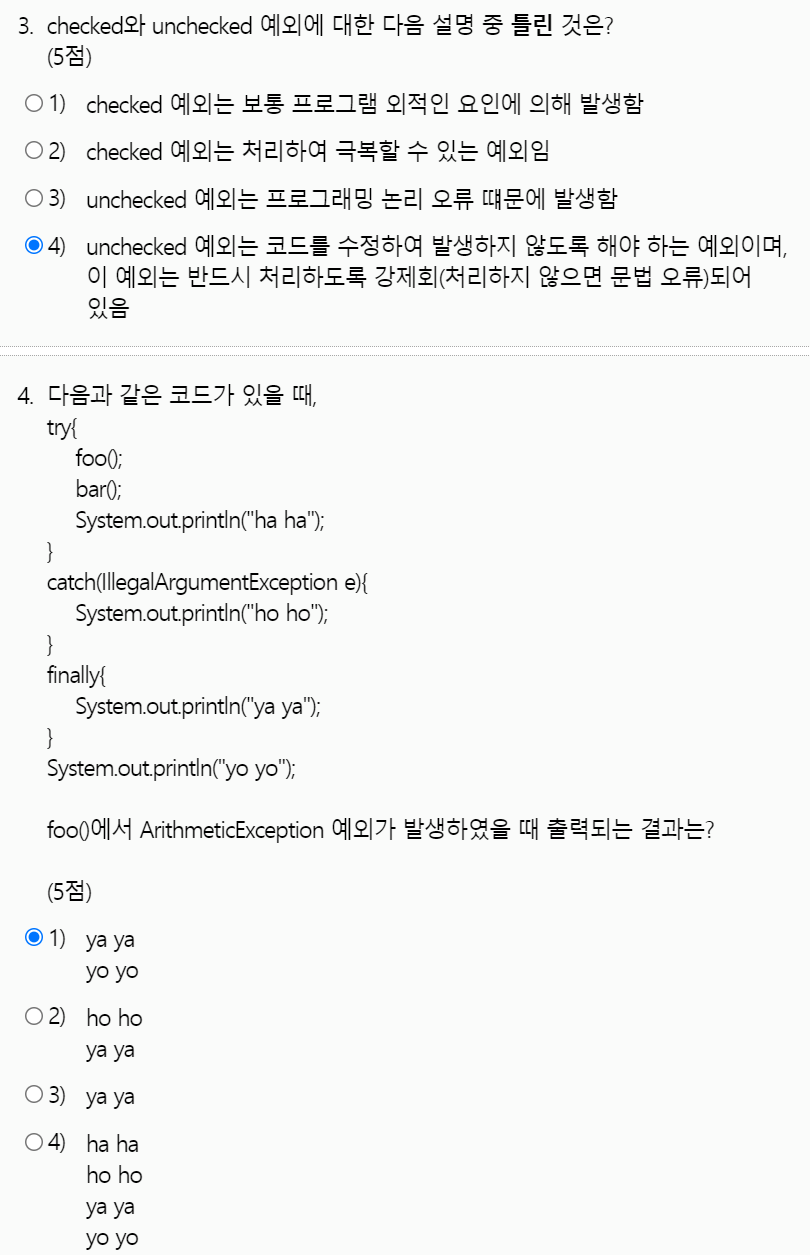 3. checked와 unchecked 예외에 대한 다음 설명 중 틀린 것은?
(5점)
1) checked 예외는 보통 프로그램 외적인 요인에 의해 발생함
2) checked 예외는 처리하여 극복할 수 있는 예외임
3) unchecked 예외는 프로그래밍 논리 오류 떄문에 발생함
4) unchecked 예외는 코드를 수정하여 발생하지 않도록 해야 하는 예외이며,
이 예외는 반드시 처리하도록 강제회(처리하지 않으면 문법 오류)되어
있음
4. 다음과 같은 코드가 있을 때,
try{
foo();
bar();
System.out.println("ha ha");
}
catch(IllegalArgumentException e){
System.out.println("ho ho");
}
finally{
System.out.println("ya ya");
}
System.out.println("yo yo");
foo()에서 ArithmeticException 예외가 발생하였을 때 출력되는 결과는?
(5점)
1) ya ya
yo yo
2) ho ho
ya ya
3) ya ya
4) ha ha
ho ho
ya ya
yo yo